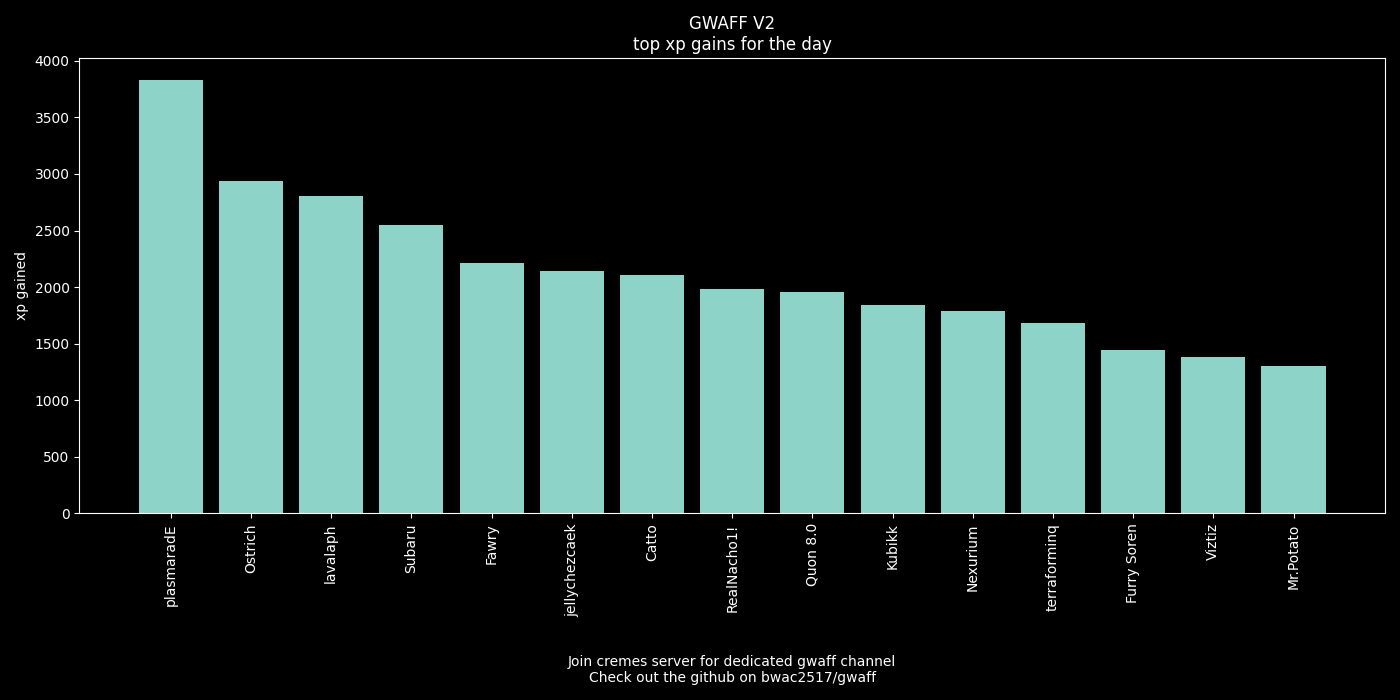 GWAFF V2
top xp gains for the day
4000
3500
3000
2500
2000
1500
1000
500
0
xp gained
plasmaradE
Ostrich
lavalaph
Subaru
Fawry
jellychezcaek
Catto
RealNacho1!
Quon 8.0
Kubikk
Nexurium
terraforminq
Furry Soren
Viztiz
Mr.Potato
Join cremes server for dedicated gwaff channel
Check out the github on bwac2517/gwaff